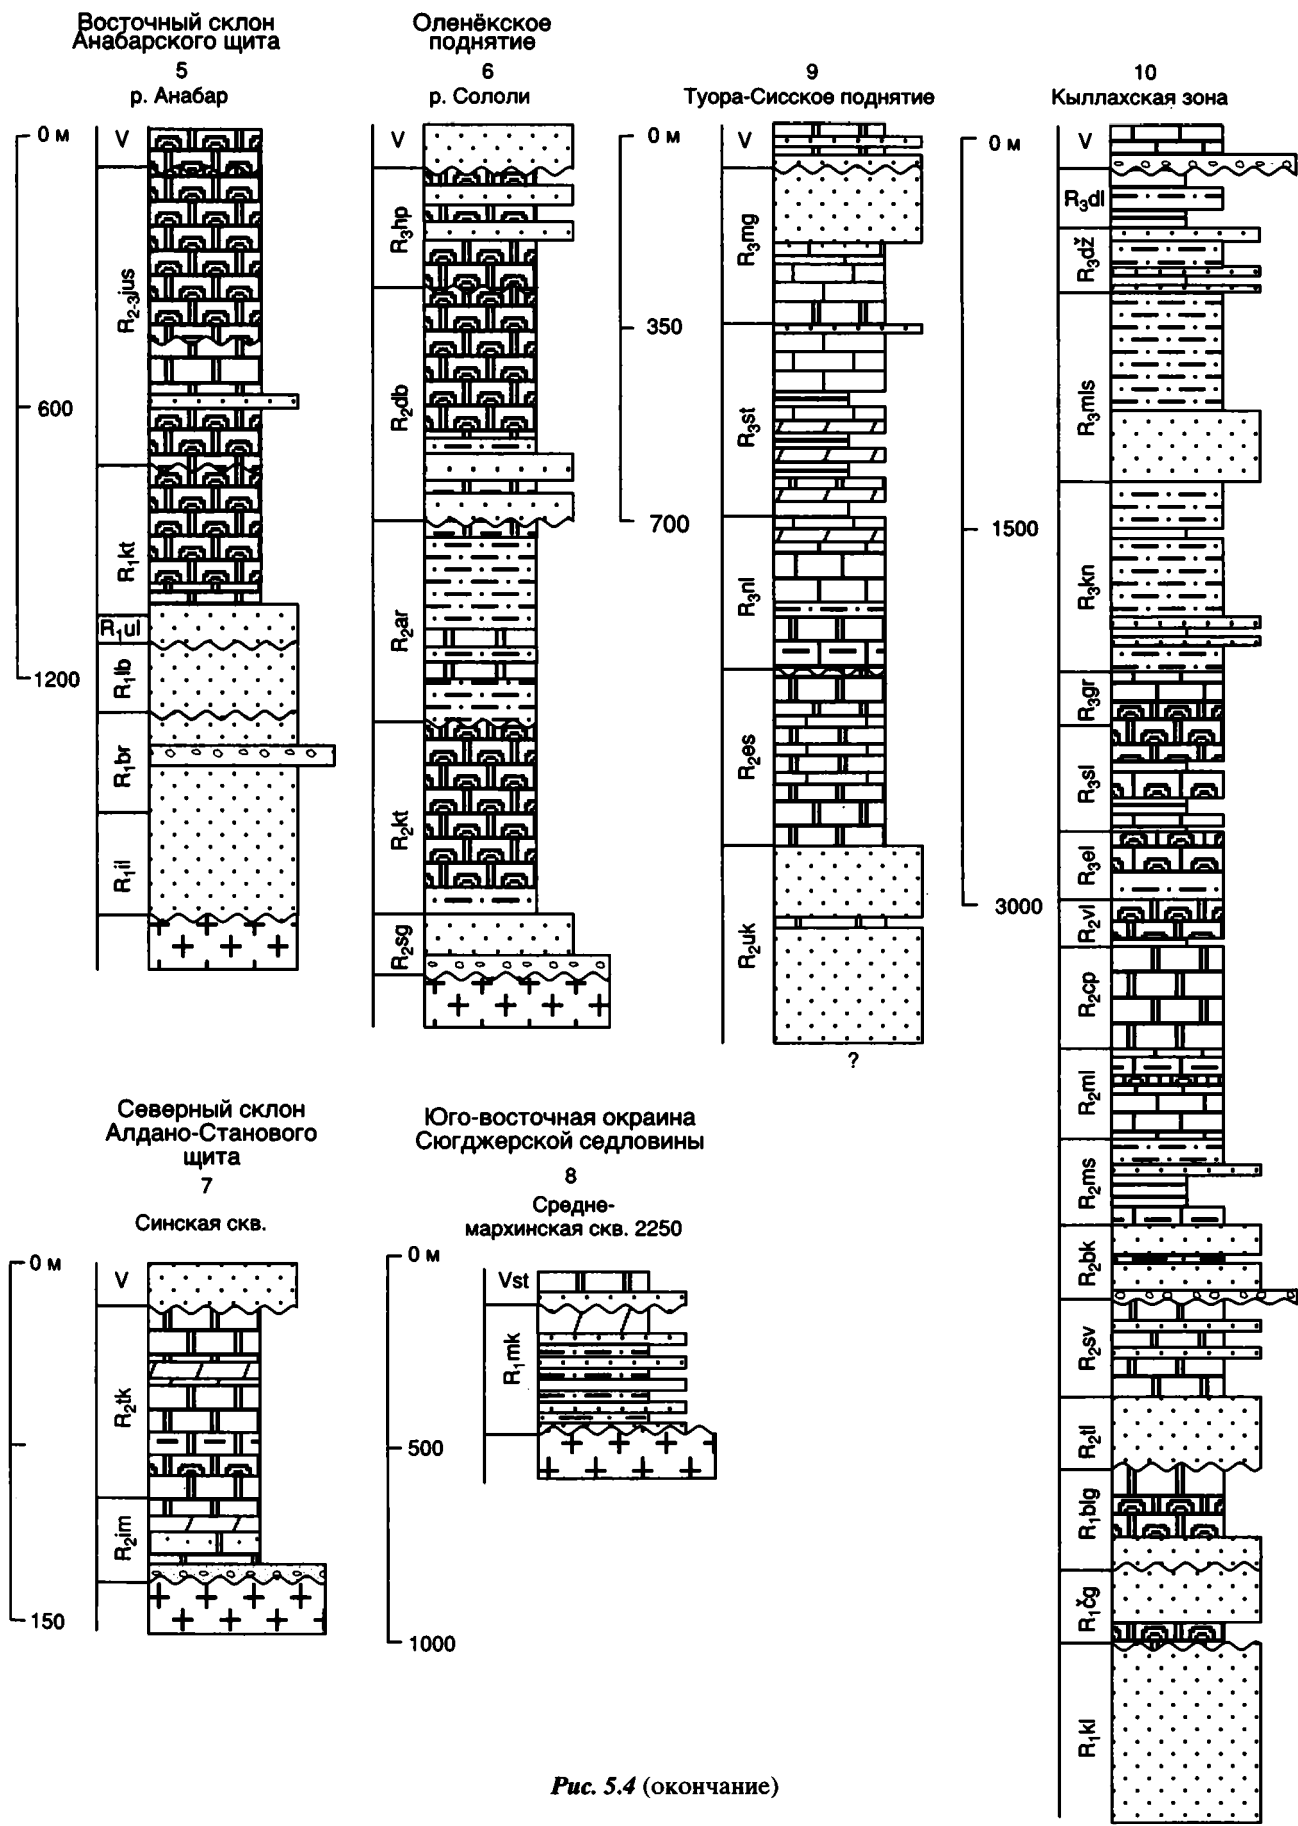 Восточный склон
Анабарского щита
5
р. Анабар
0 м
600
1200
V
R₂₋₃jus
R₁kt
R₁ul
R₁lb
R₁br
R₁il
Оленёкское
поднятие
6
р. Сололи
V
R₃hp
R₂db
R₂ar
R₂kt
R₂sg
9
Туора-Сисское поднятие
0 м
350
700
V
R₃mg
R₃st
R₃nl
R₂es
R₂uk
?
10
Кыллахская зона
0 м
1500
3000
V
R₃dl
R₃dž
R₃mls
R₃kn
R₃gr
R₃sl
R₃el
R₂vl
R₂cp
R₂ml
R₂ms
R₂bk
R₂sv
R₂tl
R₁blg
R₁čg
R₁kl
Северный склон
Алдано-Станового
щита
7
Синская скв.
0 м
150
V
R₂tk
R₂im
Юго-восточная окраина
Сюгджерской седловины
8
Средне-
мархинская скв. 2250
0 м
500
1000
Vst
R₁mk
Рис. 5.4 (окончание)